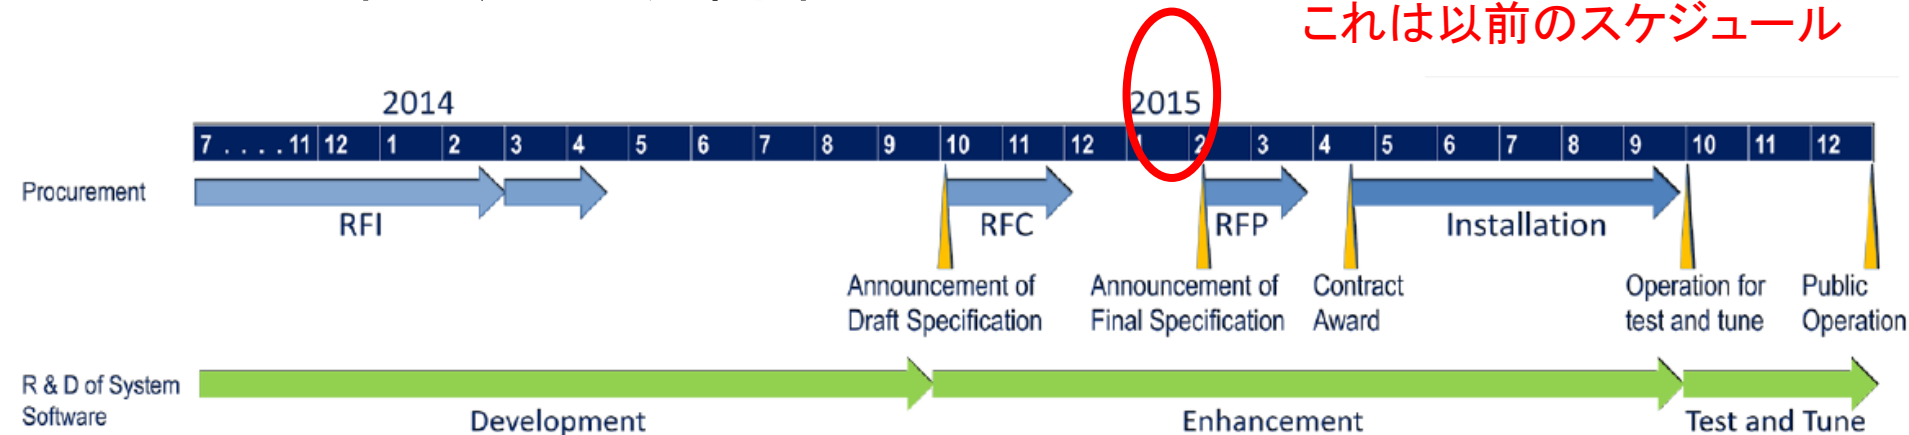 これは以前のスケジュール
2014 2015
7 . . . . 11 12 1 2 3 4 5 6 7 8 9 10 11 12 1 2 3 4 5 6 7 8 9 10 11 12
Procurement
RFI RFC RFP Installation
Announcement of
Draft Specification
Announcement of
Final Specification
Contract
Award
Operation for
test and tune
Public
Operation
R & D of System
Software
Development Enhancement Test and Tune